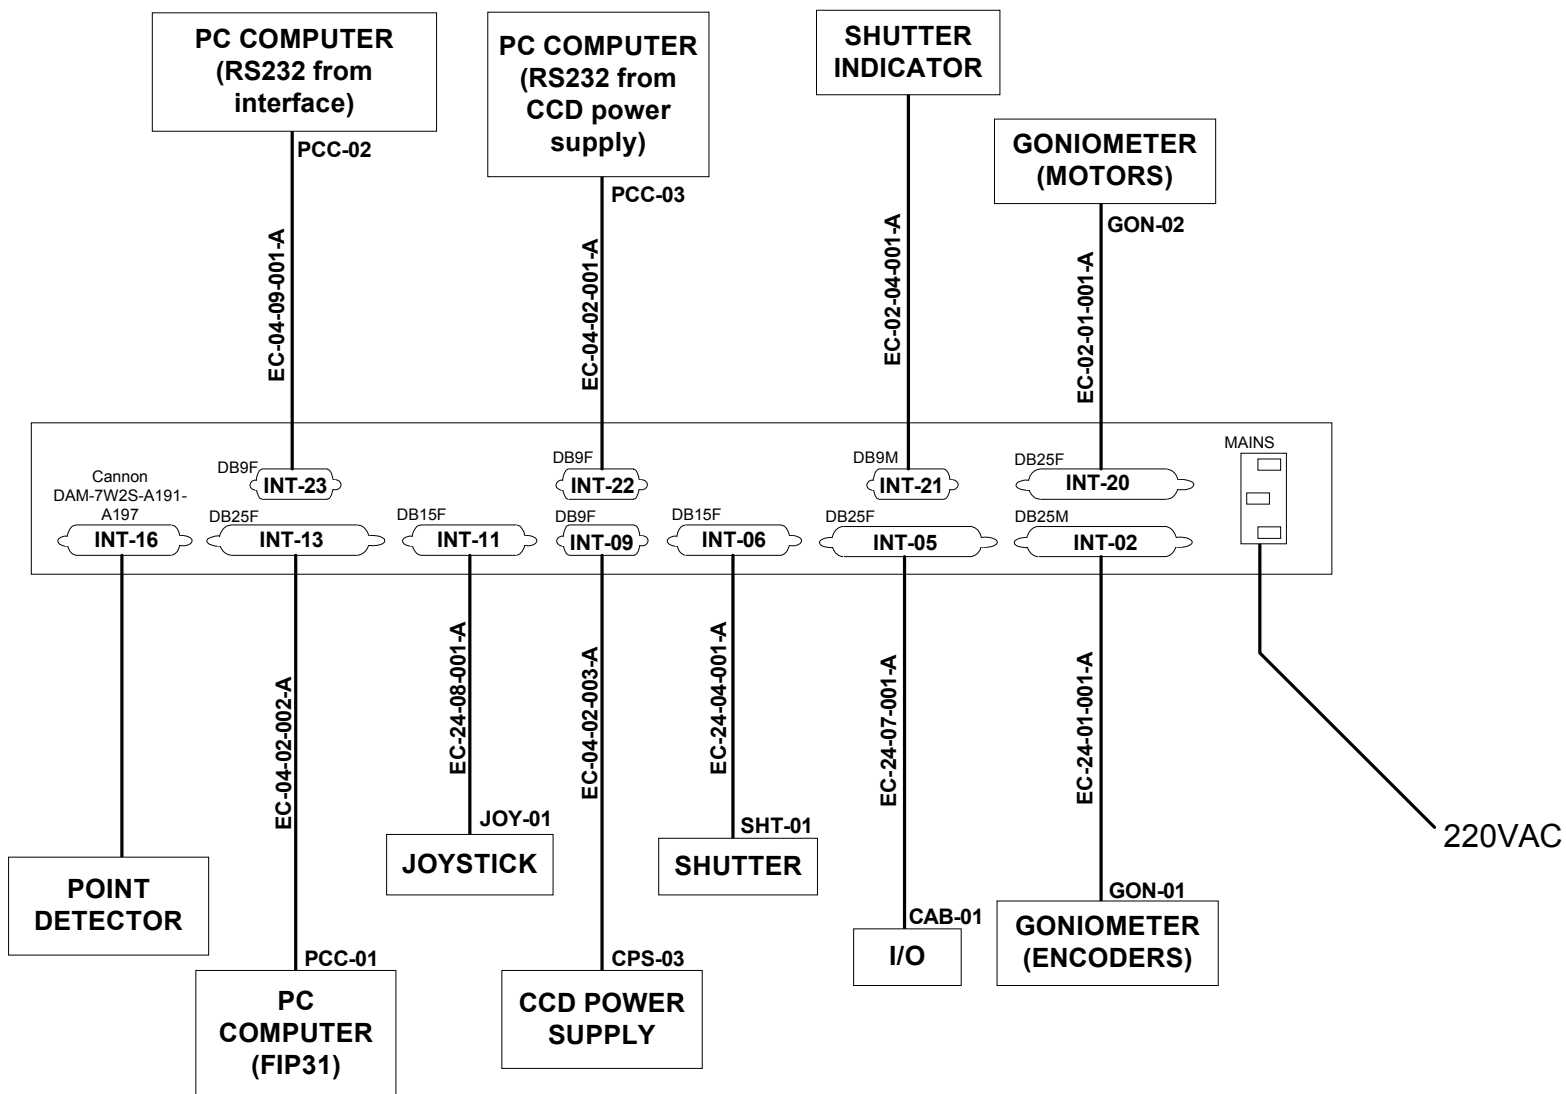 PC COMPUTER
(RS232 from
interface)
PCC-02
EC-04-09-001-A
PC COMPUTER
(RS232 from
CCD power
supply)
PCC-03
EC-04-02-001-A
SHUTTER
INDICATOR
EC-02-04-001-A
GONIOMETER
(MOTORS)
GON-02
EC-02-01-001-A
DB9F
INT-23
DB9F
INT-22
DB9M
INT-21
DB25F
INT-20
MAINS
Cannon
DAM-7W2S-A191-
A197
INT-16
DB25F
INT-13
DB15F
INT-11
DB9F
INT-09
DB15F
INT-06
DB25F
INT-05
DB25M
INT-02
POINT
DETECTOR
EC-04-02-002-A
PCC-01
PC
COMPUTER
(FIP31)
EC-24-08-001-A
JOY-01
JOYSTICK
EC-04-02-003-A
CPS-03
CCD POWER
SUPPLY
EC-24-04-001-A
SHT-01
SHUTTER
EC-24-07-001-A
CAB-01
I/O
EC-24-01-001-A
GON-01
GONIOMETER
(ENCODERS)
220VAC